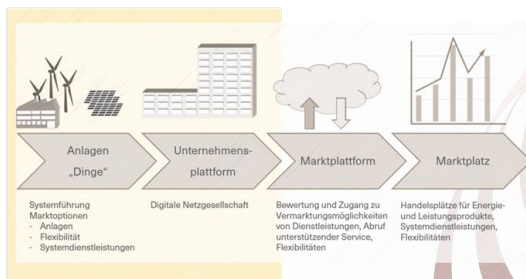 Anlagen
„Dinge"
Unternehmens-
plattform
Marktplattform
Marktplatz
Systemführung
Marktoptionen
- Anlagen
- Flexibilität
- Systemdienstleistungen
Digitale Netzgesellschaft
Bewertung und Zugang zu
Vermarktungsmöglichkeiten
von Dienstleistungen, Abruf
unterstützender Service,
Flexibilitäten
Handelsplätze für Energie-
und Leistungsprodukte,
Systemdienstleistungen,
Flexibilitäten